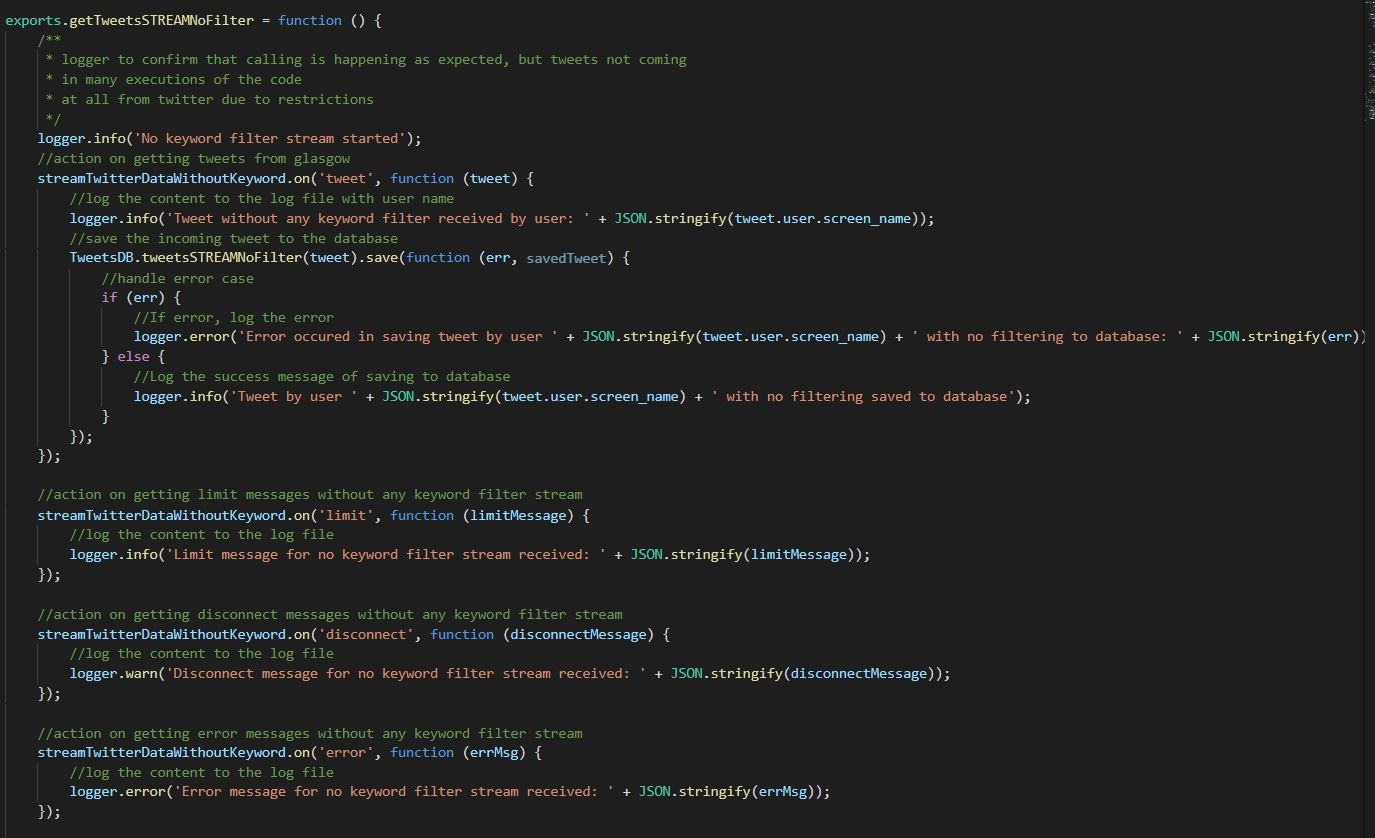 exports.getTweetsSTREAMNoFilter = function () {
/**
* logger to confirm that calling is happening as expected, but tweets not coming
* in many executions of the code
* at all from twitter due to restrictions
*/
logger.info('No keyword filter stream started');
//action on getting tweets from glasgow
streamTwitterDataWithoutKeyword.on('tweet', function (tweet) {
//log the content to the log file with user name
logger.info('Tweet without any keyword filter received by user: ' + JSON.stringify(tweet.user.screen_name));
//save the incoming tweet to the database
TweetsDB.tweetsSTREAMNoFilter(tweet).save(function (err, savedTweet) {
//handle error case
if (err) {
//If error, log the error
logger.error('Error occured in saving tweet by user ' + JSON.stringify(tweet.user.screen_name) + ' with no filtering to database: ' + JSON.stringify(err))
} else {
//Log the success message of saving to database
logger.info('Tweet by user ' + JSON.stringify(tweet.user.screen_name) + ' with no filtering saved to database');
}
});
});
//action on getting limit messages without any keyword filter stream
streamTwitterDataWithoutKeyword.on('limit', function (limitMessage) {
//log the content to the log file
logger.info('Limit message for no keyword filter stream received: ' + JSON.stringify(limitMessage));
});
//action on getting disconnect messages without any keyword filter stream
streamTwitterDataWithoutKeyword.on('disconnect', function (disconnectMessage) {
//log the content to the log file
logger.warn('Disconnect message for no keyword filter stream received: ' + JSON.stringify(disconnectMessage));
});
//action on getting error messages without any keyword filter stream
streamTwitterDataWithoutKeyword.on('error', function (errMsg) {
//log the content to the log file
logger.error('Error message for no keyword filter stream received: ' + JSON.stringify(errMsg));
});